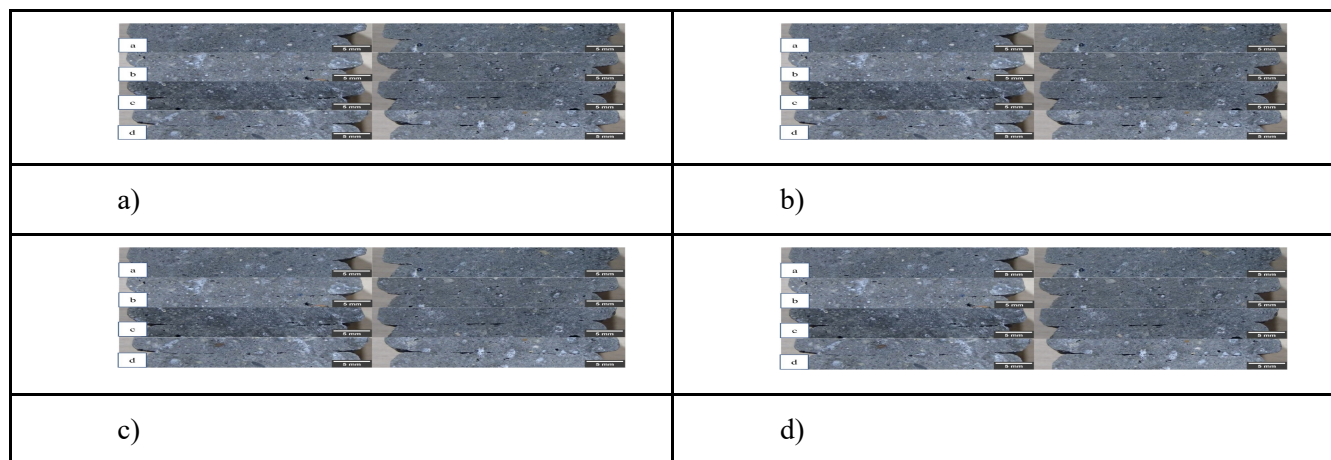 a 5 mm 5 mm a 5 mm 5 mm
b 5 mm 5 mm b 5 mm 5 mm
c 5 mm 5 mm c 5 mm 5 mm
d 5 mm 5 mm d 5 mm 5 mm
a) b)
a 5 mm 5 mm a 5 mm 5 mm
b 5 mm 5 mm b 5 mm 5 mm
c 5 mm 5 mm c 5 mm 5 mm
d 5 mm 5 mm d 5 mm 5 mm
c) d)